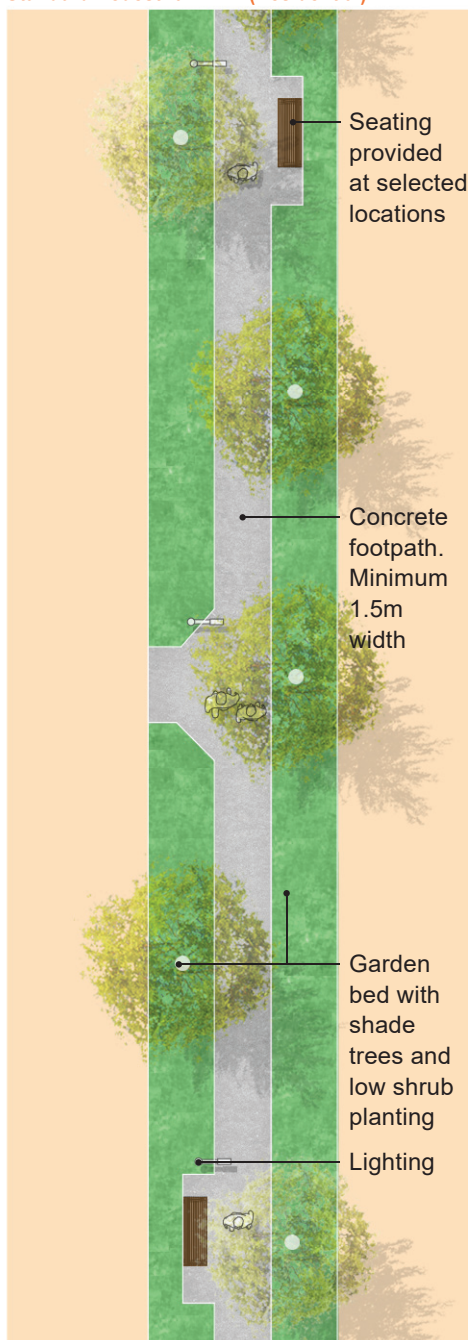 Seating
provided
at selected
locations
Concrete
footpath.
Minimum
1.5m
width
Garden
bed with
shade
trees and
low shrub
planting
Lighting